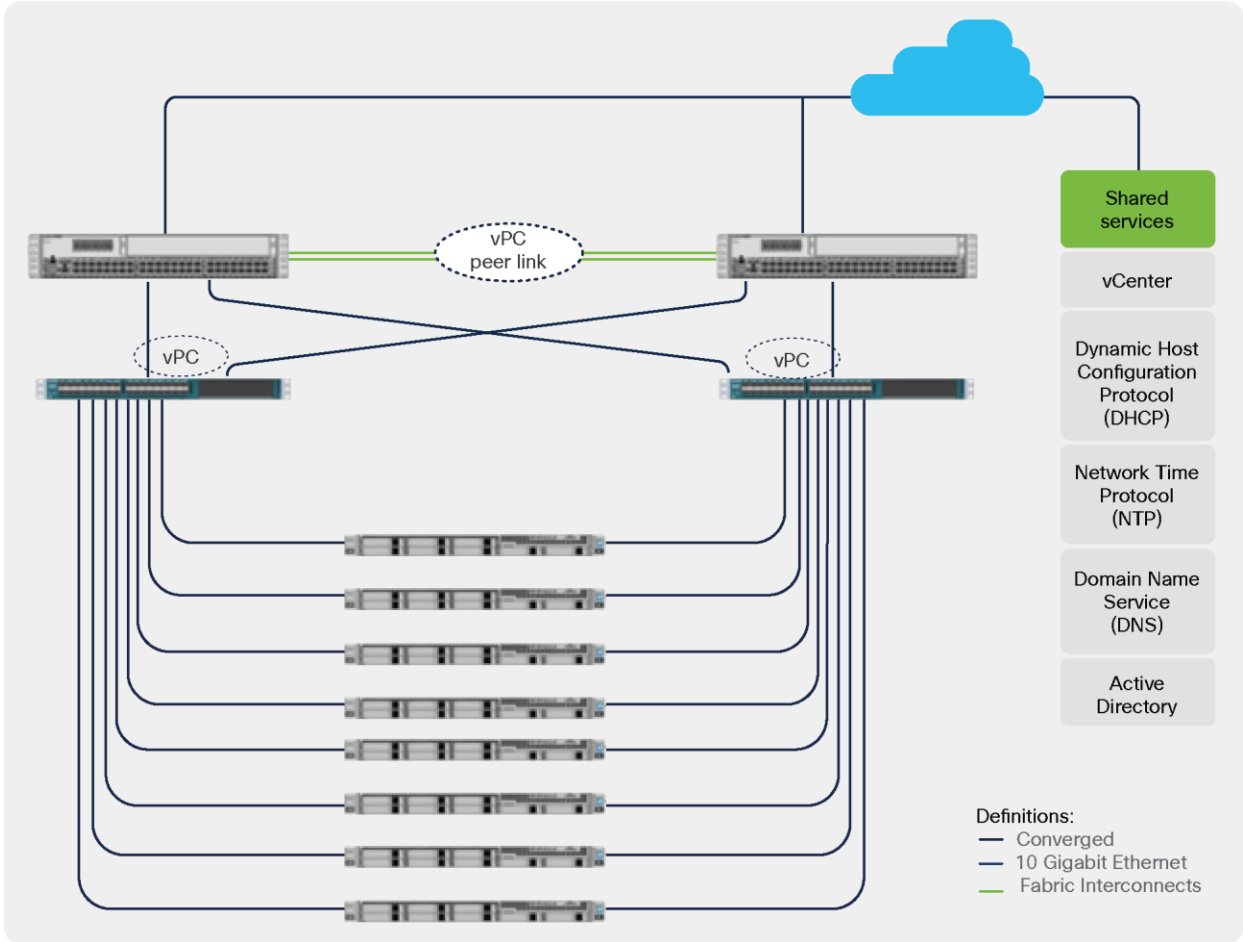 vPC
peer link
vPC
vPC
Shared
services
vCenter
Dynamic Host
Configuration
Protocol
(DHCP)
Network Time
Protocol
(NTP)
Domain Name
Service
(DNS)
Active
Directory
Definitions:
Converged
10 Gigabit Ethernet
Fabric Interconnects